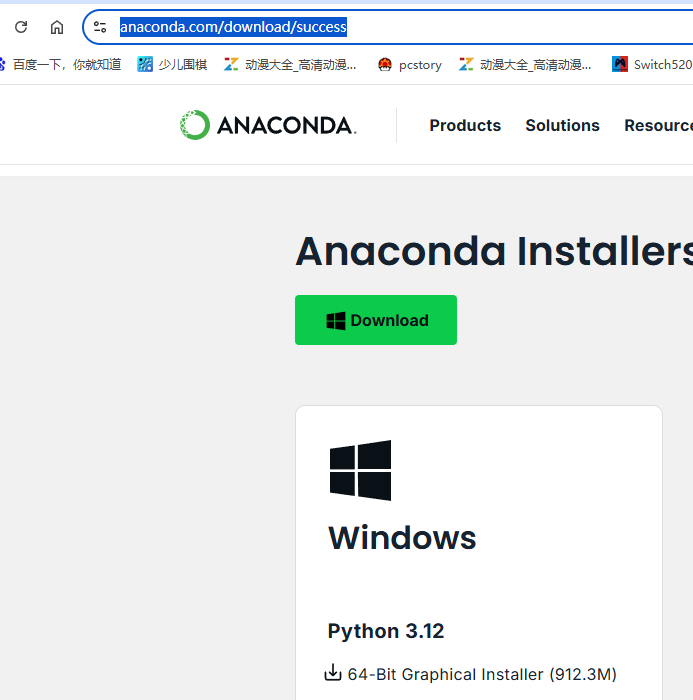 anaconda.com/download/success
百度一下，你就知道 少儿围棋 动漫大全_高清动漫... pcstory 动漫大全_高清动漫... Switch520
ANACONDA. Products Solutions Resource
Anaconda Installers
Download
Windows
Python 3.12
64-Bit Graphical Installer (912.3M)